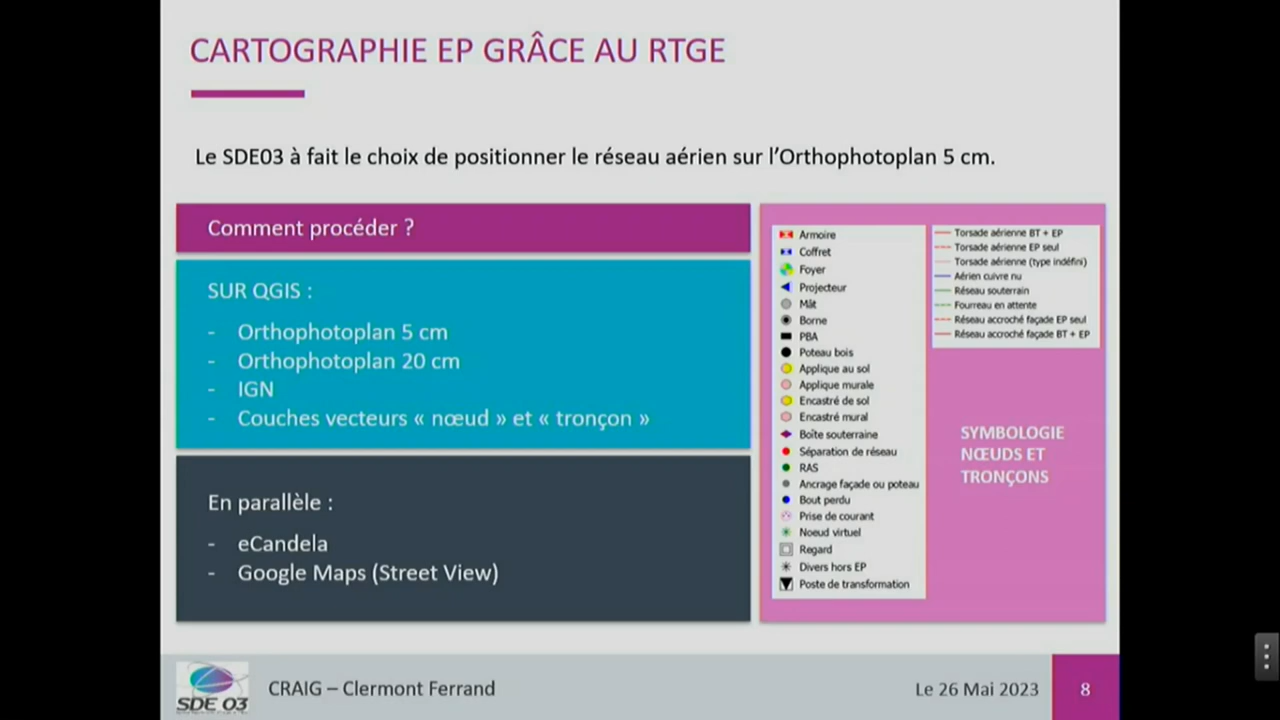 CARTOGRAPHIE EP GRÂCE AU RTGE
Le SDE03 à fait le choix de positionner le réseau aérien sur l'Orthophotoplan 5 cm.
Comment procéder ?
SUR QGIS :
- Orthophotoplan 5 cm
- Orthophotoplan 20 cm
- IGN
- Couches vecteurs « nœud » et « tronçon »
En parallèle :
- eCandela
- Google Maps (Street View)
Armoire
Coffret
Foyer
Projecteur
Mât
Borne
PBA
Poteau bois
Applique au sol
Applique murale
Encastré de sol
Encastré mural
Boîte souterraine
Séparation de réseau
RAS
Ancrage façade ou poteau
Bout perdu
Prise de courant
Noeud virtuel
Regard
Divers hors EP
Poste de transformation
Torsade aérienne BT + EP
Torsade aérienne EP seul
Torsade aérienne (type indéfini)
Aérien cuivre nu
Réseau souterrain
Fourreau en attente
Réseau accroché façade EP seul
Réseau accroché façade BT + EP
SYMBOLOGIE
NŒUDS ET
TRONÇONS
SDE 03
CRAIG – Clermont Ferrand
Le 26 Mai 2023
8